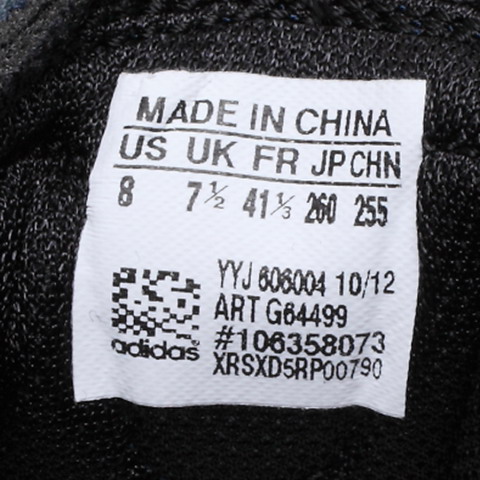 MADE IN CHINA
US UK FR JP CHN
8 7½ 41⅓ 260 255
YYJ 606004 10/12
ART G64499
#106358073
XRSXD5RP00790
adidas